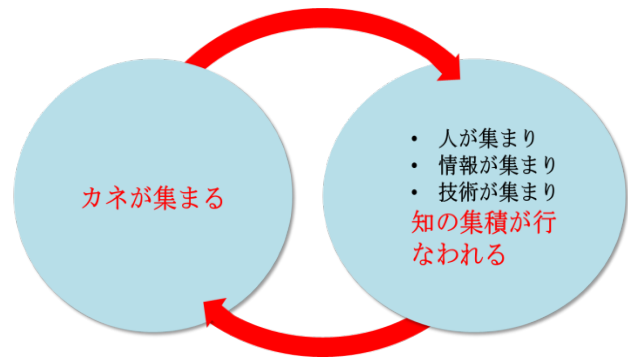 カネが集まる
• 人が集まり
• 情報が集まり
• 技術が集まり
知の集積が行
なわれる